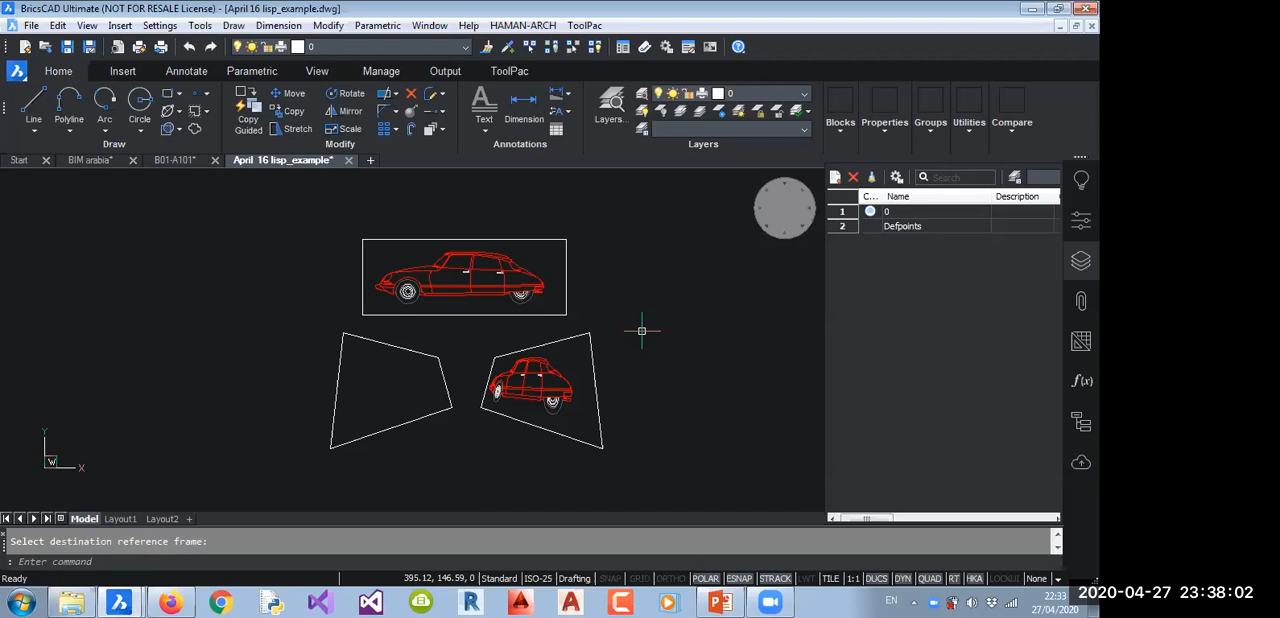 BricsCAD Ultimate (NOT FOR RESALE License) - [April 16 lisp_example.dwg]
File Edit View Insert Settings Tools Draw Dimension Modify Parametric Window Help HAMAN-ARCH ToolPac
0
Home Insert Annotate Parametric View Manage Output ToolPac
Line Polyline Arc Circle
Draw
Copy Guided
Move Rotate
Copy Mirror
Stretch Scale
Modify
Text Dimension
Annotations
Layers... 0
Layers
Blocks Properties Groups Utilities Compare
Start BIM arabia* B01-A101* April 16 lisp_example* +
Search
C... Name Description
1 0
2 Defpoints
f(x)
Y
W X
Model Layout1 Layout2 +
Select destination reference frame:
: Enter command
Ready 395.12, 146.59, 0 Standard ISO-25 Drafting SNAP GRID ORTHO POLAR ESNAP STRACK LWT TILE 1:1 DUCS DYN QUAD RT HKA LOCKUI None
EN 22:33
27/04/2020
2020-04-27 23:38:02